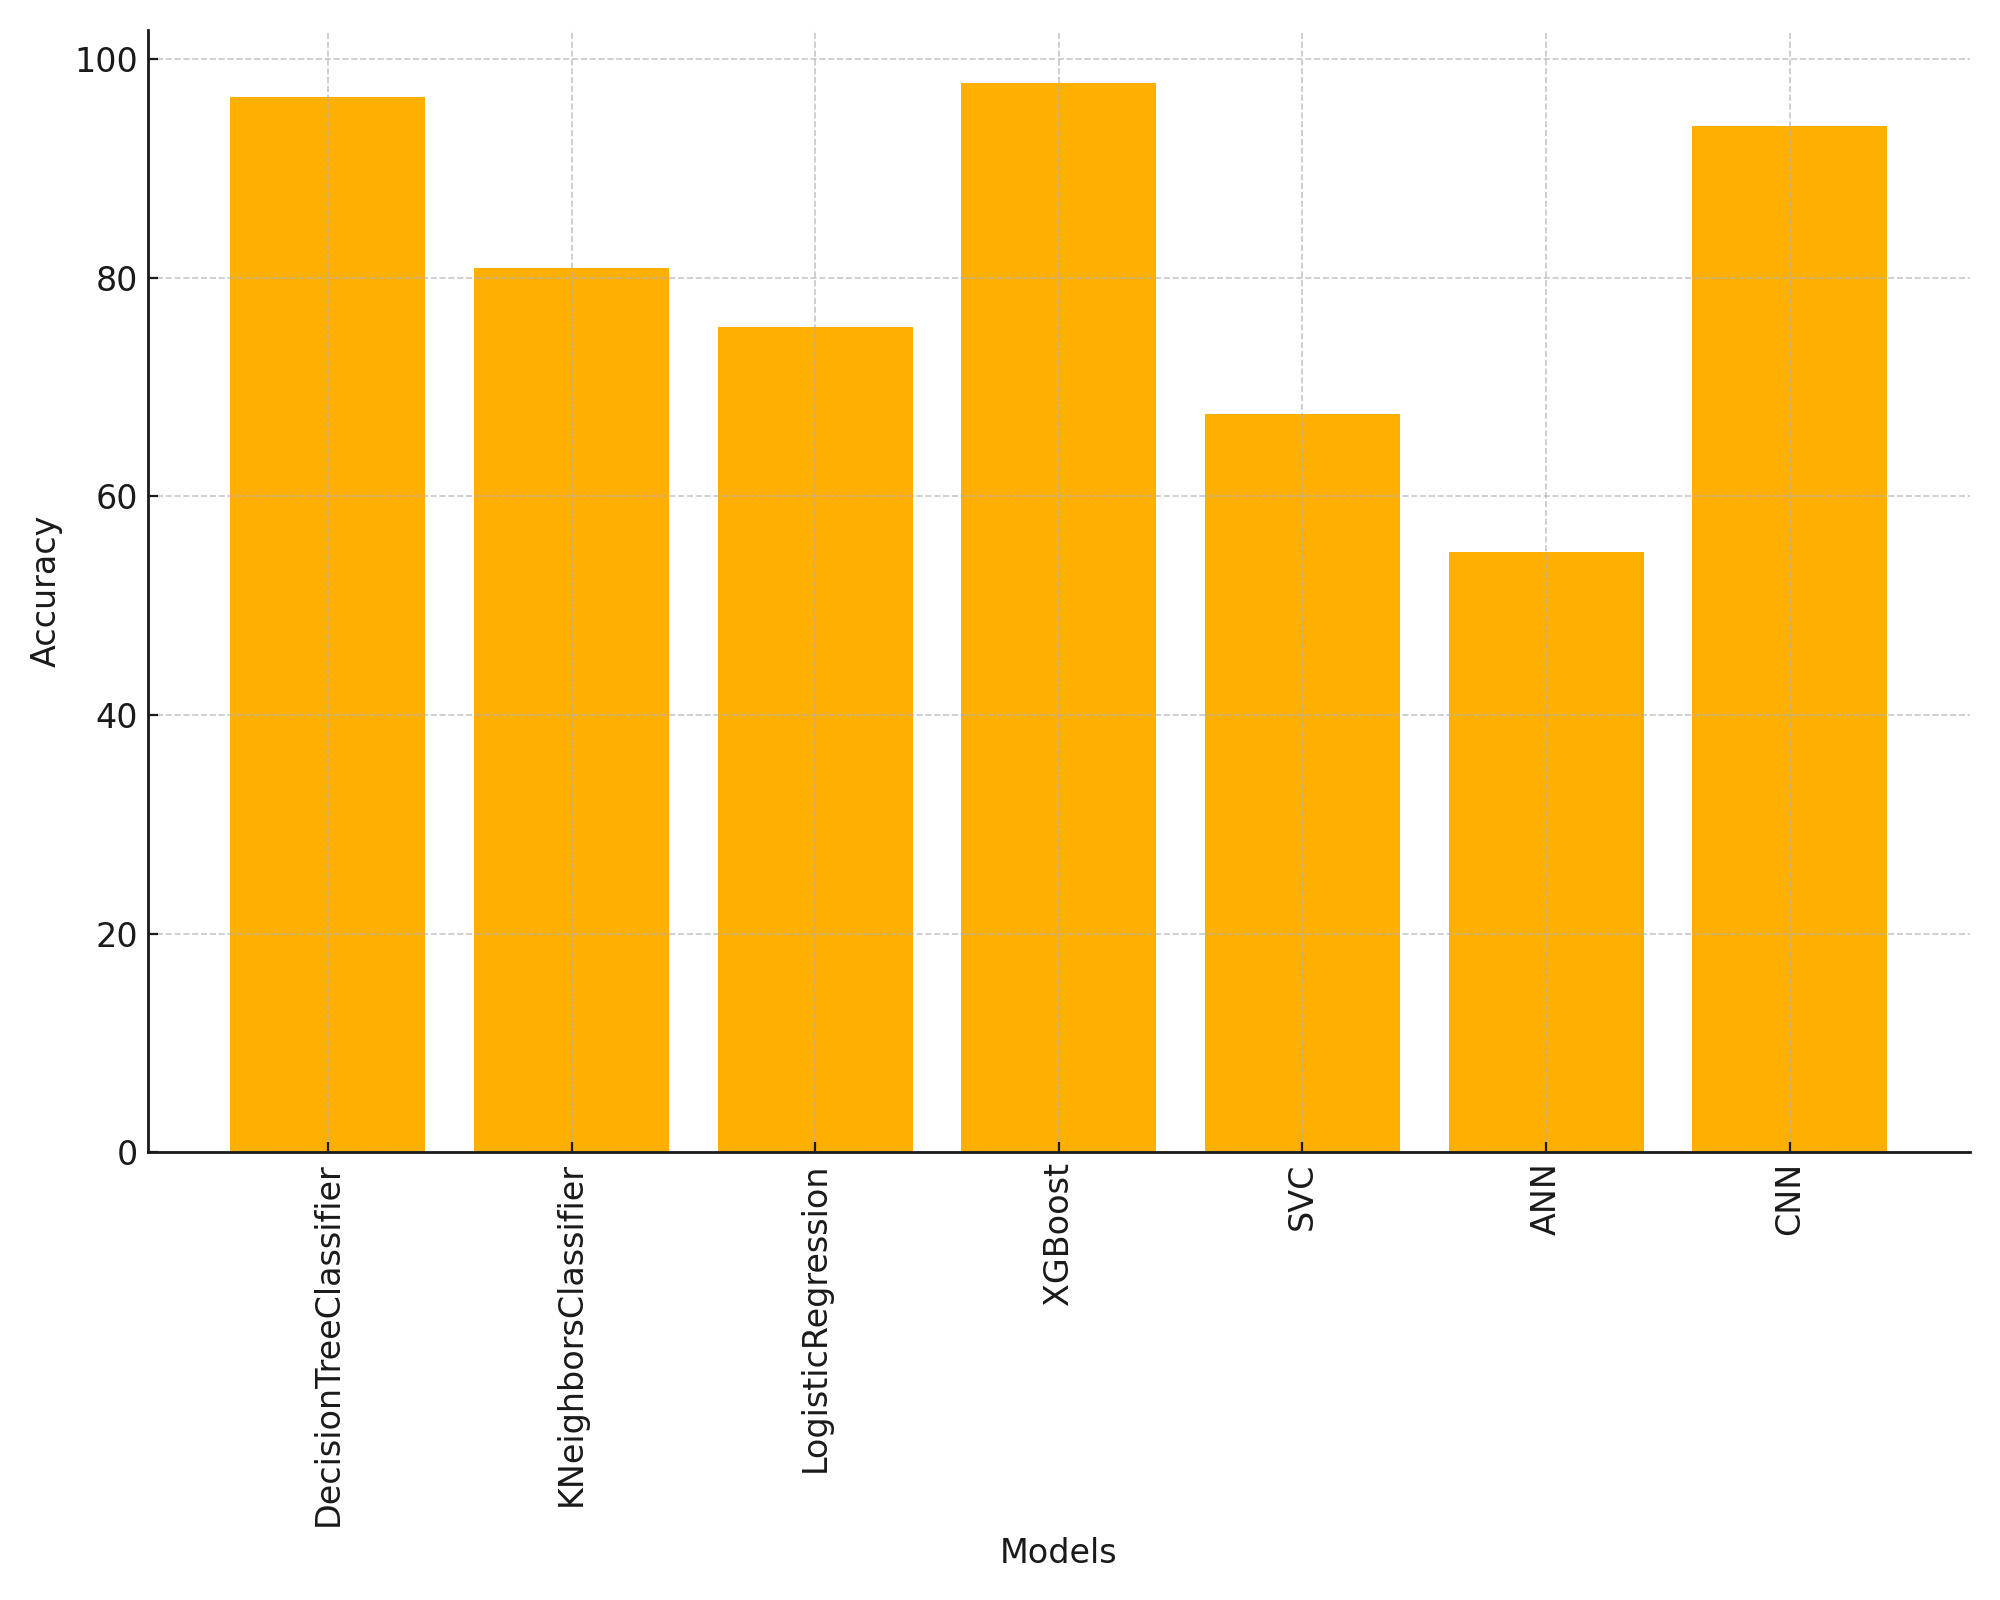 100
80
60
40
20
0
Accuracy
DecisionTreeClassifier
KNeighborsClassifier
LogisticRegression
XGBoost
SVC
ANN
CNN
Models